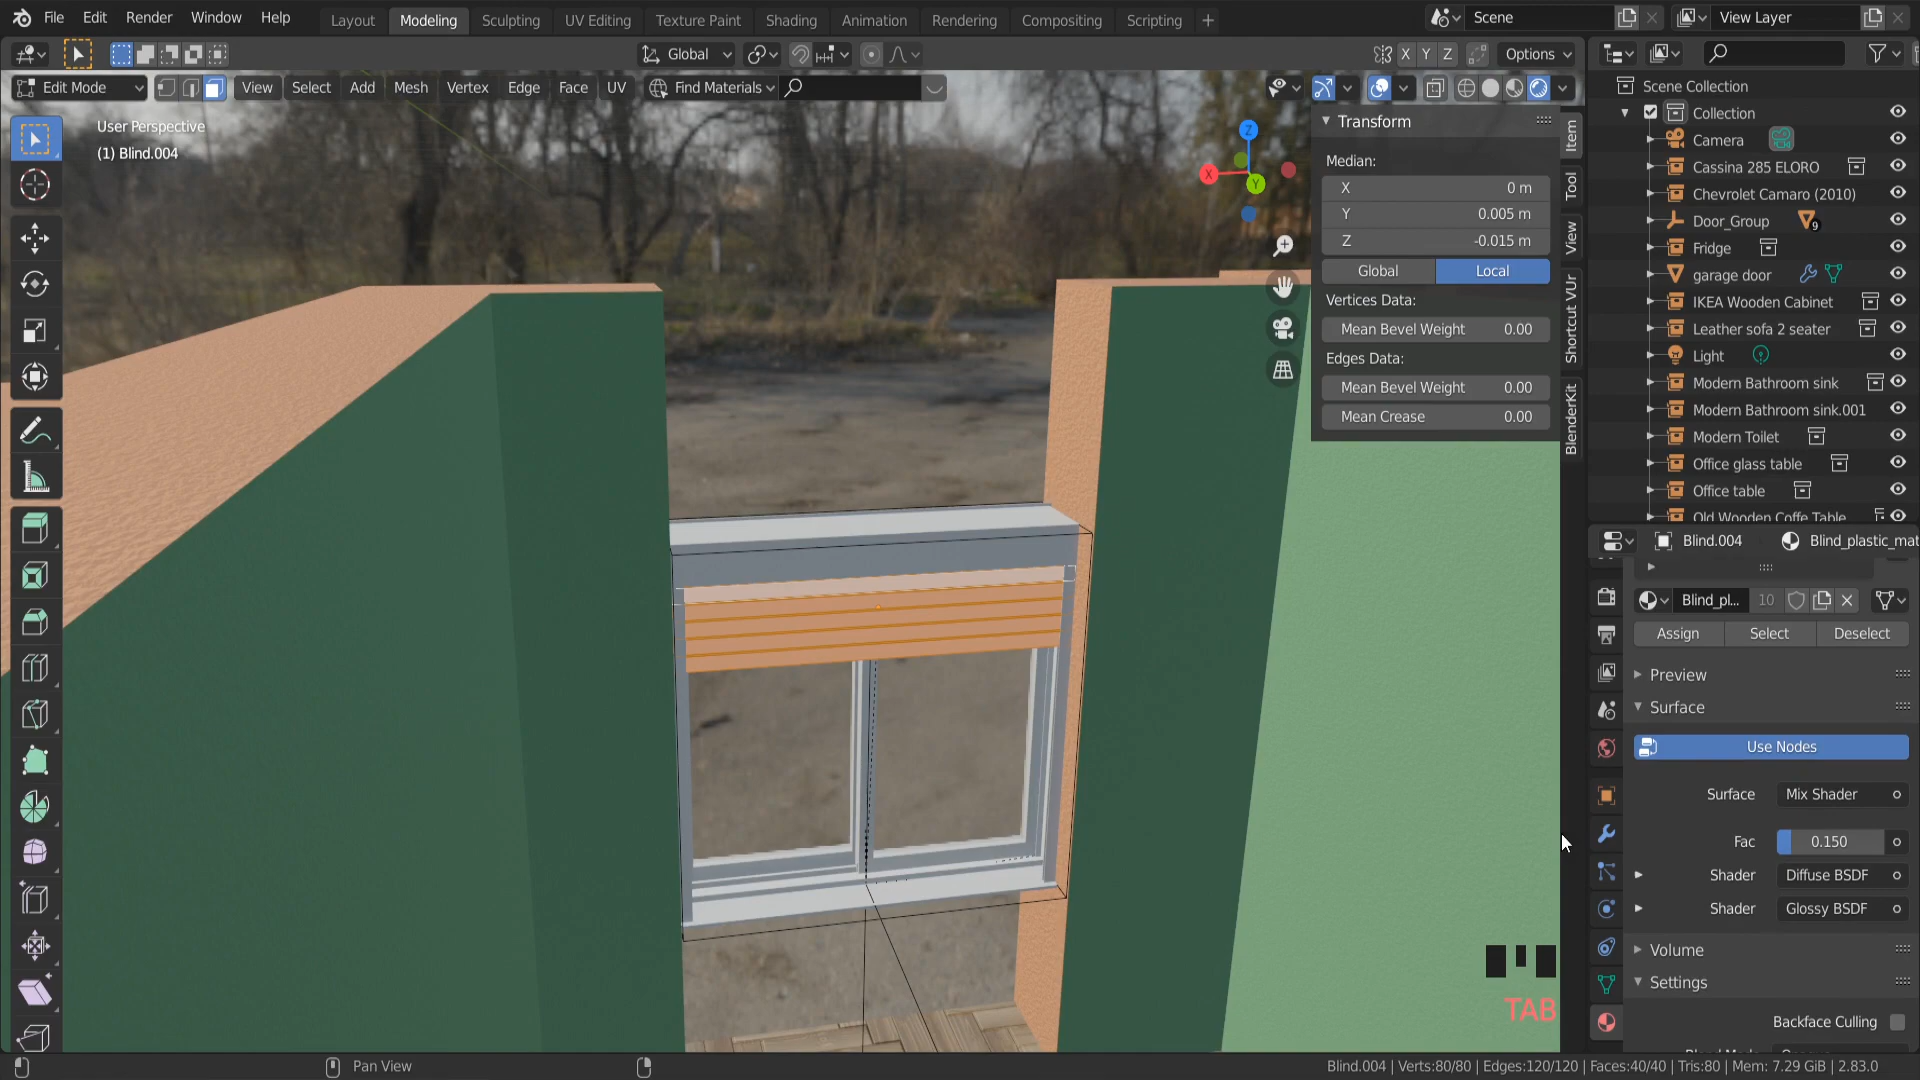 File Edit Render Window Help Layout Modeling Sculpting UV Editing Texture Paint Shading Animation Rendering Compositing Scripting + Scene View Layer
Global X Y Z Options
Edit Mode View Select Add Mesh Vertex Edge Face UV Find Materials
User Perspective
(1) Blind.004
Z
X
Y
Transform
Median:
X 0 m
Y 0.005 m
Z -0.015 m
Global Local
Vertices Data:
Mean Bevel Weight 0.00
Edges Data:
Mean Bevel Weight 0.00
Mean Crease 0.00
Item
Tool
View
Shortcut VUr
BlenderKit
Scene Collection
Collection
Camera
Cassina 285 ELORO
Chevrolet Camaro (2010)
Door_Group 9
Fridge
garage door
IKEA Wooden Cabinet
Leather sofa 2 seater
Light
Modern Bathroom sink
Modern Bathroom sink.001
Modern Toilet
Office glass table
Office table
Old Wooden Coffe Table
Blind.004 Blind_plastic_mat
Blind_pl... 10
Assign Select Deselect
Preview
Surface
Use Nodes
Surface Mix Shader
Fac 0.150
Shader Diffuse BSDF
Shader Glossy BSDF
Volume
Settings
Backface Culling
TAB
Pan View
Blind.004 | Verts:80/80 | Edges:120/120 | Faces:40/40 | Tris:80 | Mem: 7.29 GiB | 2.83.0